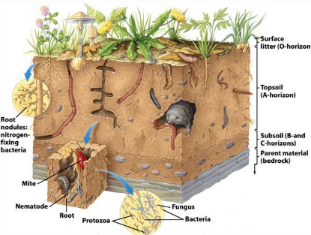 Surface
litter (O-horizon
Topsoil
(A-horizon)
Root
nodules:
nitrogen-
fixing
bacteria
Subsoil (B-and
C-horizons)
Parent material
(bedrock)
Mite
Nematode
Root
Protozoa
Fungus
Bacteria